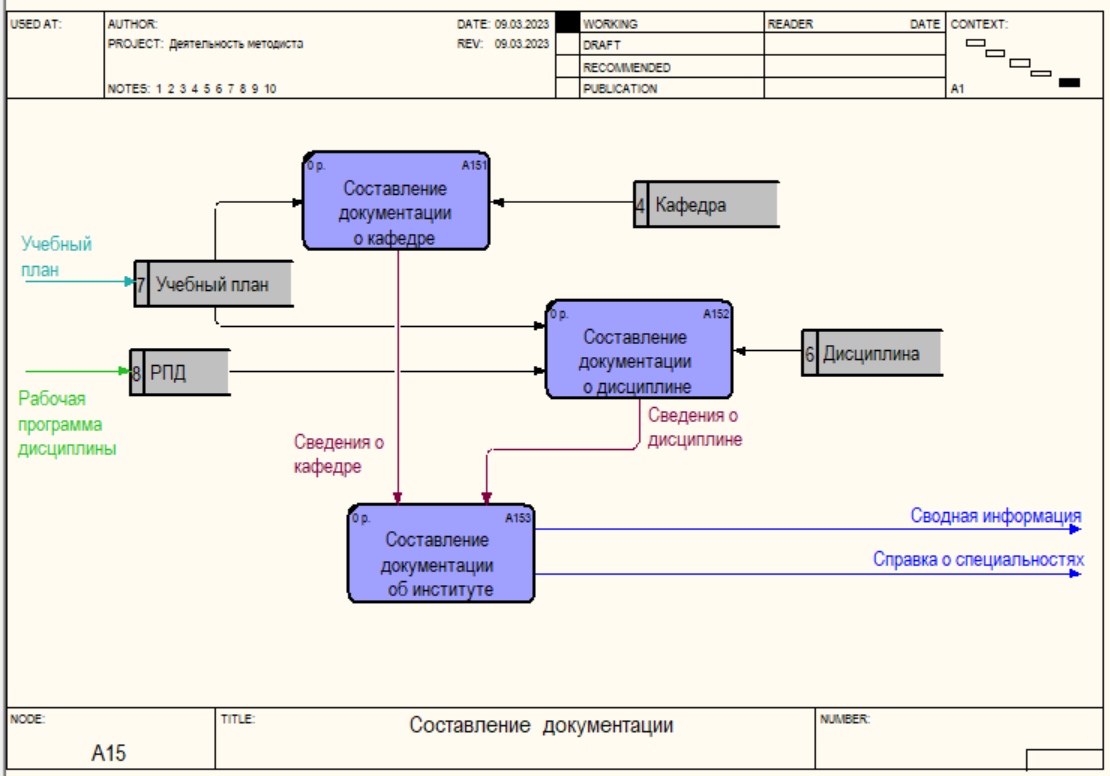 USED AT:
AUTHOR:
DATE: 09.03.2023
WORKING
READER
DATE
CONTEXT:
PROJECT: Деятельность методиста
REV: 09.03.2023
DRAFT
RECOMMENDED
NOTES: 1 2 3 4 5 6 7 8 9 10
PUBLICATION
A1
0 р.
A151
Составление
документации
о кафедре
4 Кафедра
Учебный
план
7 Учебный план
0 р.
A152
Составление
документации
о дисциплине
6 Дисциплина
8 РПД
Рабочая
программа
дисциплины
Сведения о
кафедре
Сведения о
дисциплине
0 р.
A153
Составление
документации
об институте
Сводная информация
Справка о специальностях
NODE:
A15
TITLE:
Составление документации
NUMBER: